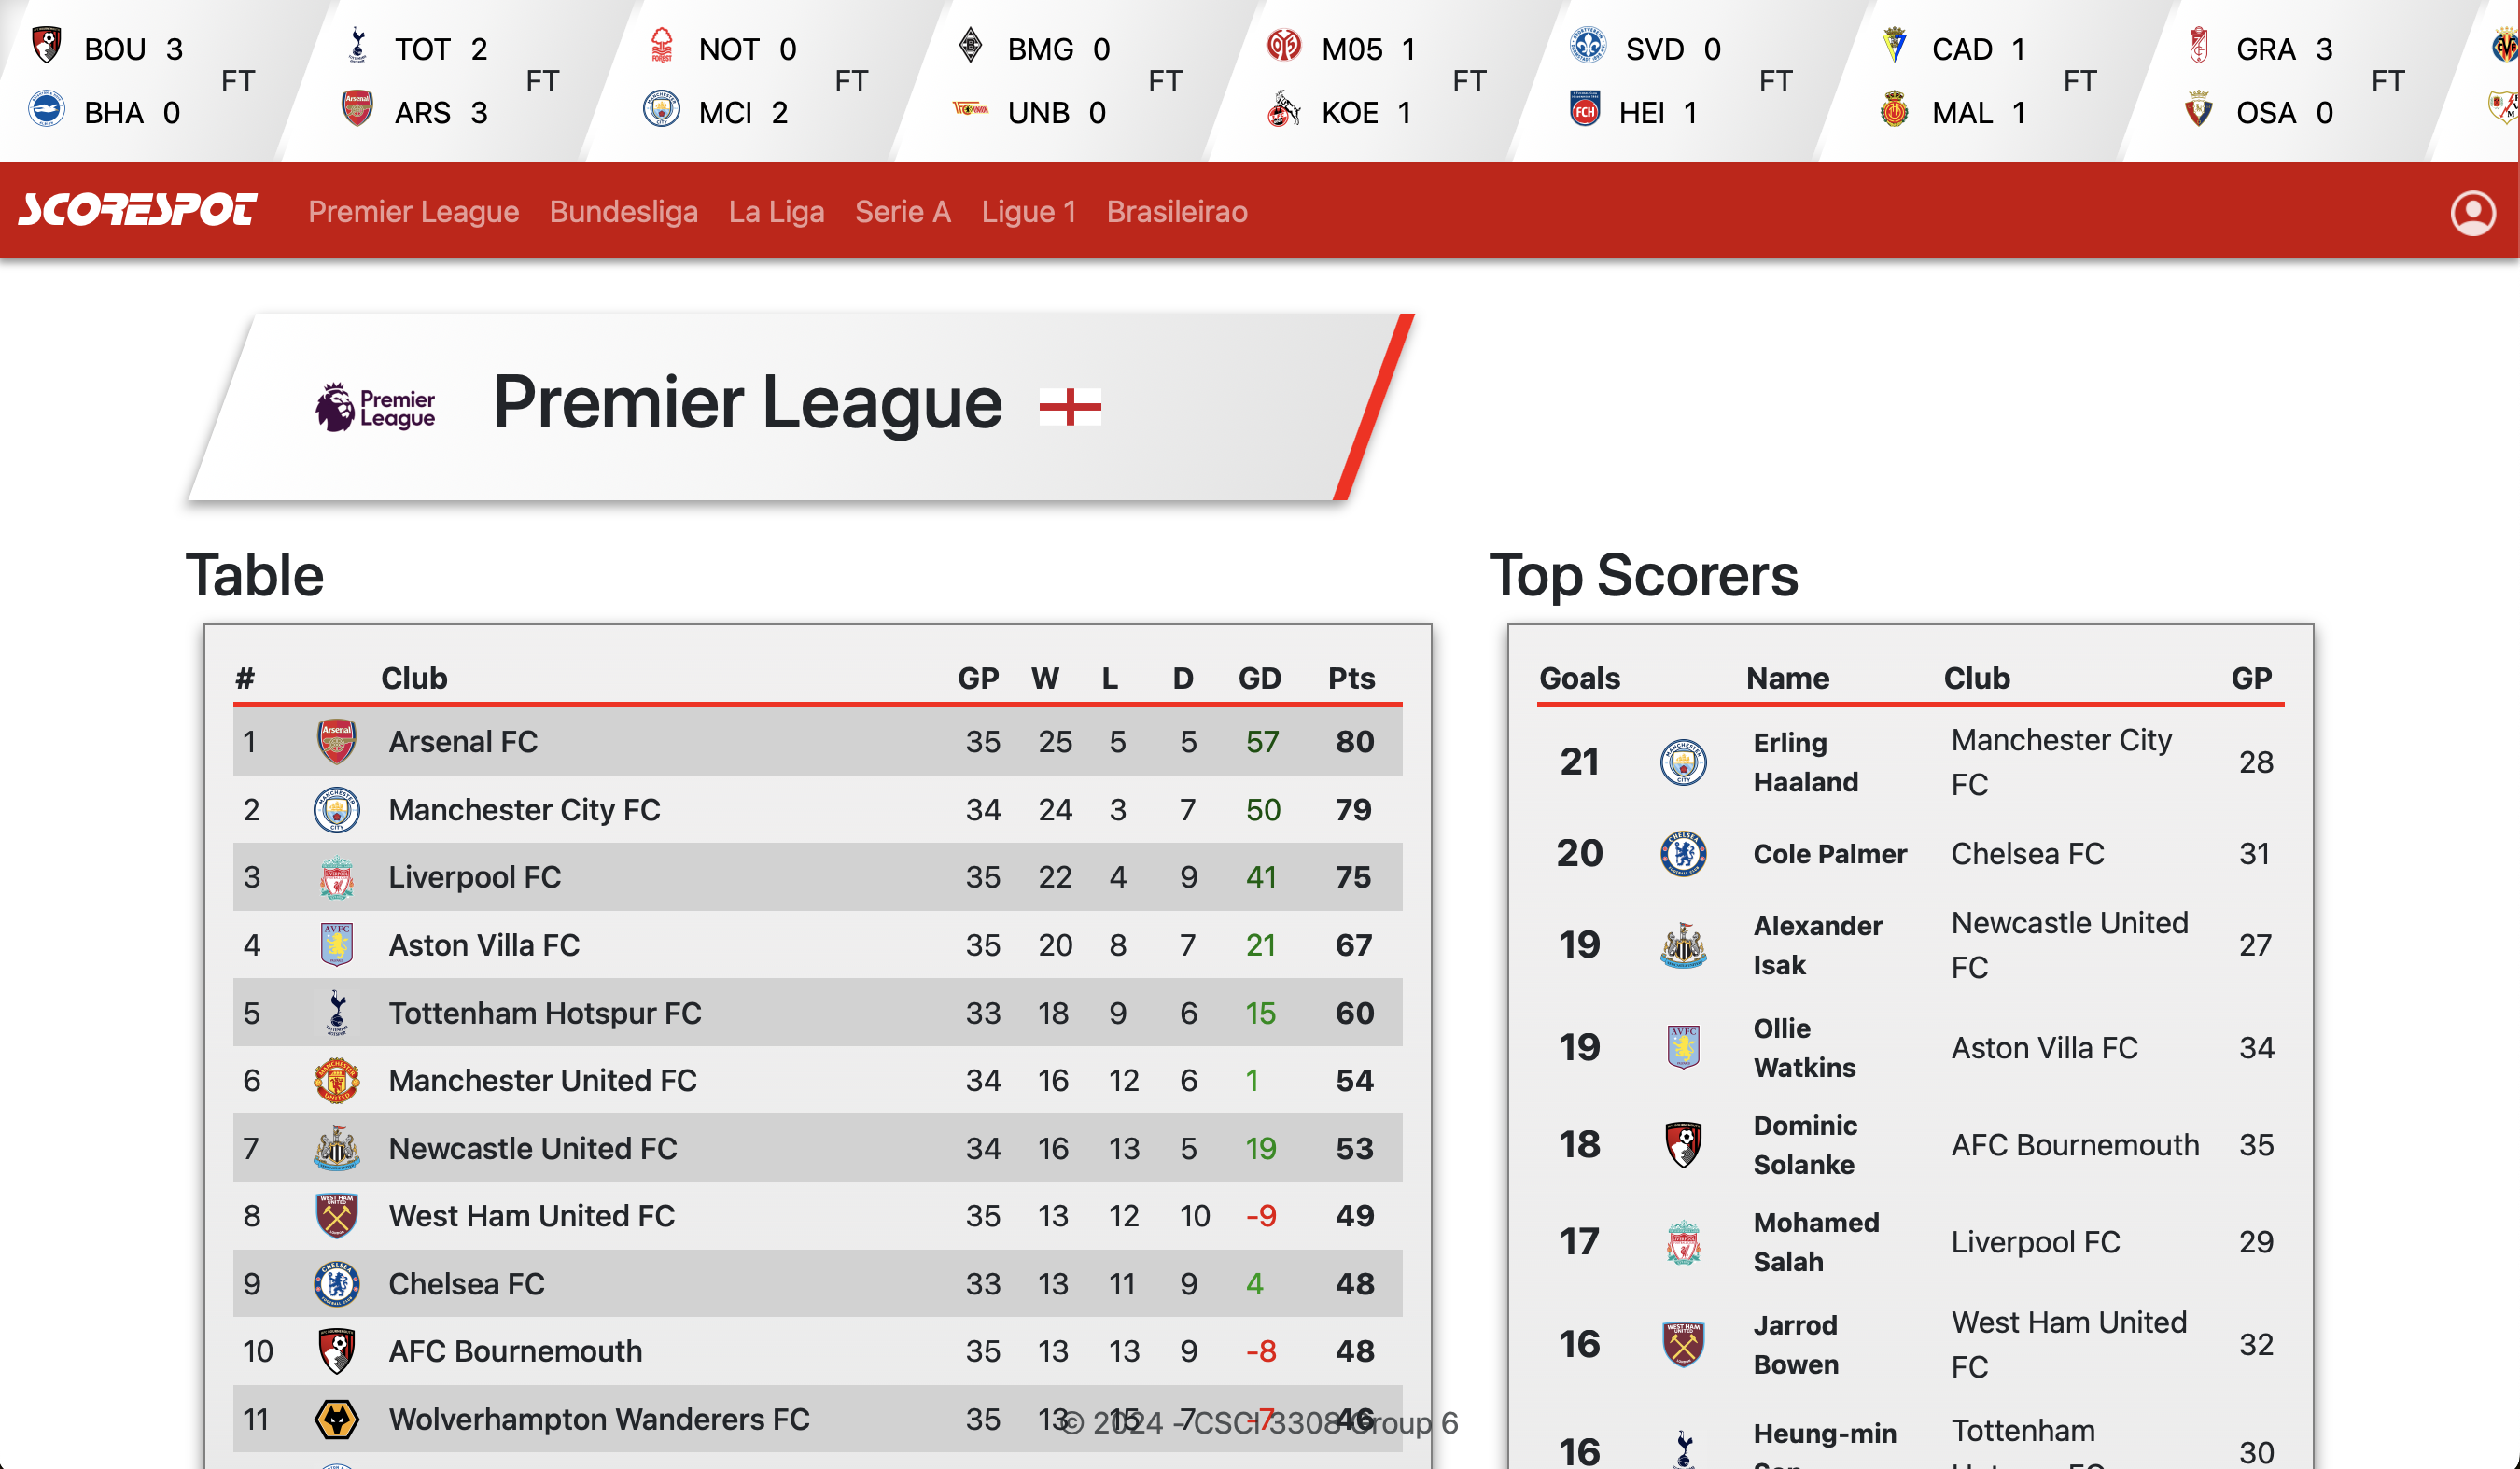 BOU 3
BHA 0
FT
TOT 2
ARS 3
FT
NOT 0
MCI 2
FT
BMG 0
UNB 0
FT
M05 1
KOE 1
FT
SVD 0
HEI 1
FT
CAD 1
MAL 1
FT
GRA 3
OSA 0
FT
SCORESPOT Premier League Bundesliga La Liga Serie A Ligue 1 Brasileirao
Premier
League
Premier League
Table
# Club GP W L D GD Pts
1 Arsenal FC 35 25 5 5 57 80
2 Manchester City FC 34 24 3 7 50 79
3 Liverpool FC 35 22 4 9 41 75
4 Aston Villa FC 35 20 8 7 21 67
5 Tottenham Hotspur FC 33 18 9 6 15 60
6 Manchester United FC 34 16 12 6 1 54
7 Newcastle United FC 34 16 13 5 19 53
8 West Ham United FC 35 13 12 10 -9 49
9 Chelsea FC 33 13 11 9 4 48
10 AFC Bournemouth 35 13 13 9 -8 48
11 Wolverhampton Wanderers FC 35 13 15 7 -7 46
© 2024 - CSCI 3308 Group 6
Top Scorers
Goals Name Club GP
21 Erling Haaland Manchester City FC 28
20 Cole Palmer Chelsea FC 31
19 Alexander Isak Newcastle United FC 27
19 Ollie Watkins Aston Villa FC 34
18 Dominic Solanke AFC Bournemouth 35
17 Mohamed Salah Liverpool FC 29
16 Jarrod Bowen West Ham United FC 32
16 Heung-min Tottenham 30